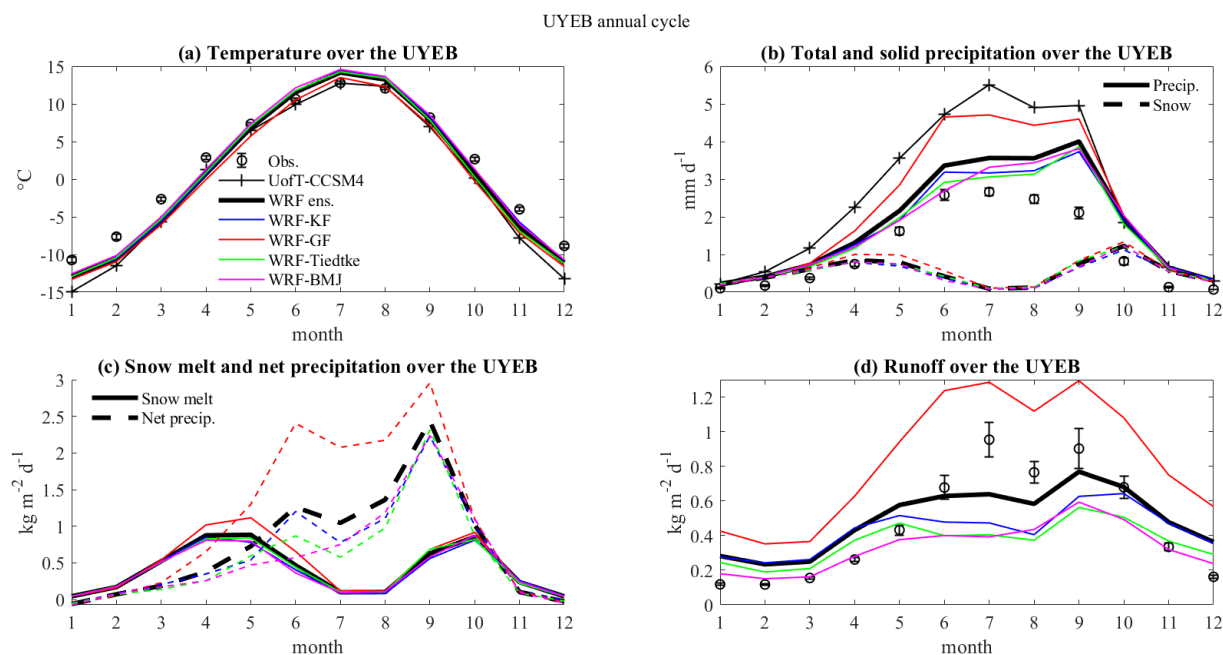 UYEB annual cycle
(a) Temperature over the UYEB
15
10
5
0
-5
-10
-15
°C
Obs.
UofT-CCSM4
WRF ens.
WRF-KF
WRF-GF
WRF-Tiedtke
WRF-BMJ
1 2 3 4 5 6 7 8 9 10 11 12
month
(b) Total and solid precipitation over the UYEB
6
5
4
3
2
1
0
mm d⁻¹
Precip.
Snow
1 2 3 4 5 6 7 8 9 10 11 12
month
(c) Snow melt and net precipitation over the UYEB
3
2.5
2
1.5
1
0.5
0
kg m⁻² d⁻¹
Snow melt
Net precip.
1 2 3 4 5 6 7 8 9 10 11 12
month
(d) Runoff over the UYEB
1.2
1
0.8
0.6
0.4
0.2
0
kg m⁻² d⁻¹
1 2 3 4 5 6 7 8 9 10 11 12
month